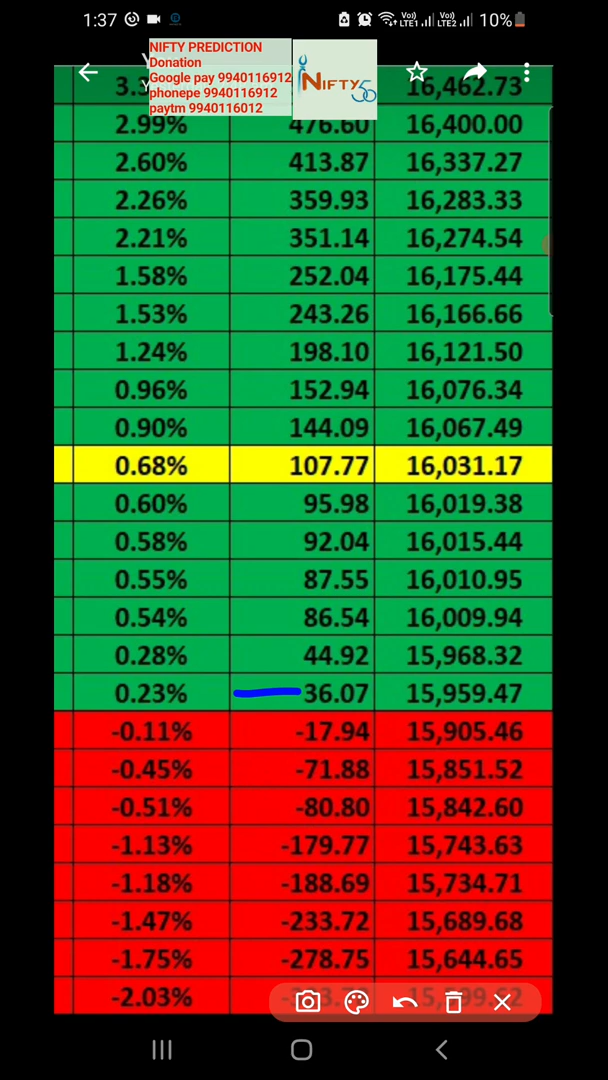 1:37 Vo)) LTE1 Vo)) LTE2 10%
NIFTY PREDICTION
Donation
Google pay 9940116912
phonepe 9940116912
paytm 9940116012
NIFTY50
16,462.73
2.99% 476.60 16,400.00
2.60% 413.87 16,337.27
2.26% 359.93 16,283.33
2.21% 351.14 16,274.54
1.58% 252.04 16,175.44
1.53% 243.26 16,166.66
1.24% 198.10 16,121.50
0.96% 152.94 16,076.34
0.90% 144.09 16,067.49
0.68% 107.77 16,031.17
0.60% 95.98 16,019.38
0.58% 92.04 16,015.44
0.55% 87.55 16,010.95
0.54% 86.54 16,009.94
0.28% 44.92 15,968.32
0.23% 36.07 15,959.47
-0.11% -17.94 15,905.46
-0.45% -71.88 15,851.52
-0.51% -80.80 15,842.60
-1.13% -179.77 15,743.63
-1.18% -188.69 15,734.71
-1.47% -233.72 15,689.68
-1.75% -278.75 15,644.65
-2.03%